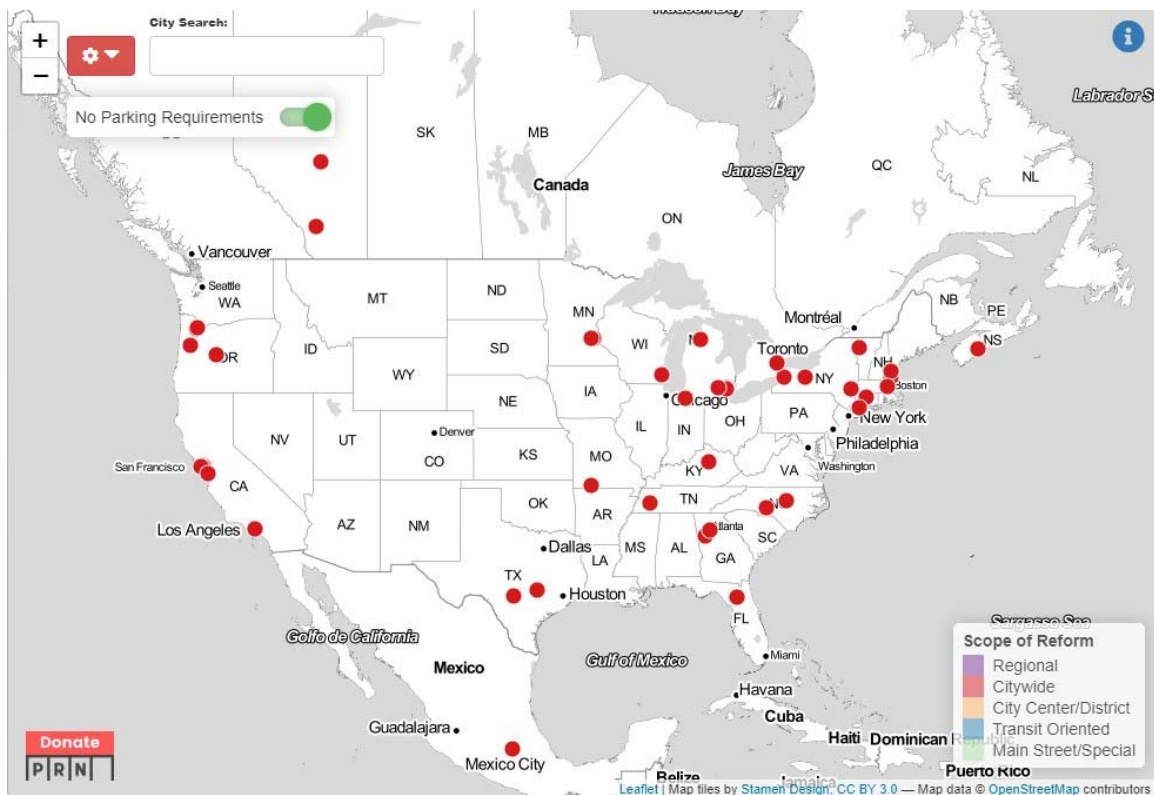 Hudson Bay
City Search:
+
−
No Parking Requirements
Labrador S
SK
MB
Canada
James Bay
QC
NL
ON
Vancouver
Seattle
WA
MT
ND
MN
Montréal
NB
PE
NS
OR
ID
SD
WI
Toronto
NH
WY
IA
NY
Boston
NE
Chicago
New York
PA
OH
IL
IN
NV
UT
Denver
CO
Philadelphia
Washington
San Francisco
CA
KS
MO
KY
VA
Los Angeles
AZ
NM
OK
TN
AR
SC
Atlanta
MS
AL
GA
Dallas
LA
TX
Houston
FL
Golfo de California
Mexico
Gulf of Mexico
Miami
Sargasso Sea
Scope of Reform
Regional
Citywide
City Center/District
Transit Oriented
Main Street/Special
Havana
Cuba
Haiti
Dominican Republic
Guadalajara
Mexico City
Donate
PRN
Belize
Jamaica
Puerto Rico
Leaflet | Map tiles by Stamen Design, CC BY 3.0 — Map data © OpenStreetMap contributors